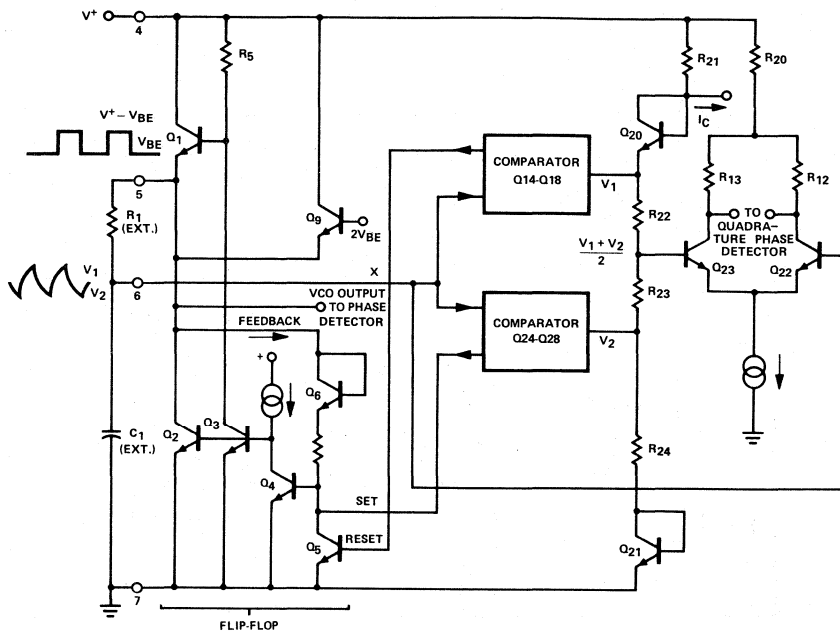 V+
4
R5
R21
R20
V+ − VBE
VBE
Q1
Q20
IC
COMPARATOR
Q14-Q18
V1
R13
R12
5
R1
(EXT.)
Q9
2VBE
R22
TO
QUADRA-
TURE PHASE
DETECTOR
V1 + V2
2
Q23
Q22
V1
V2
6
X
R23
VCO OUTPUT
TO PHASE
DETECTOR
FEEDBACK
+
COMPARATOR
Q24-Q28
V2
Q6
C1
(EXT.)
Q2
Q3
Q4
R24
SET
Q5
RESET
Q21
7
FLIP-FLOP